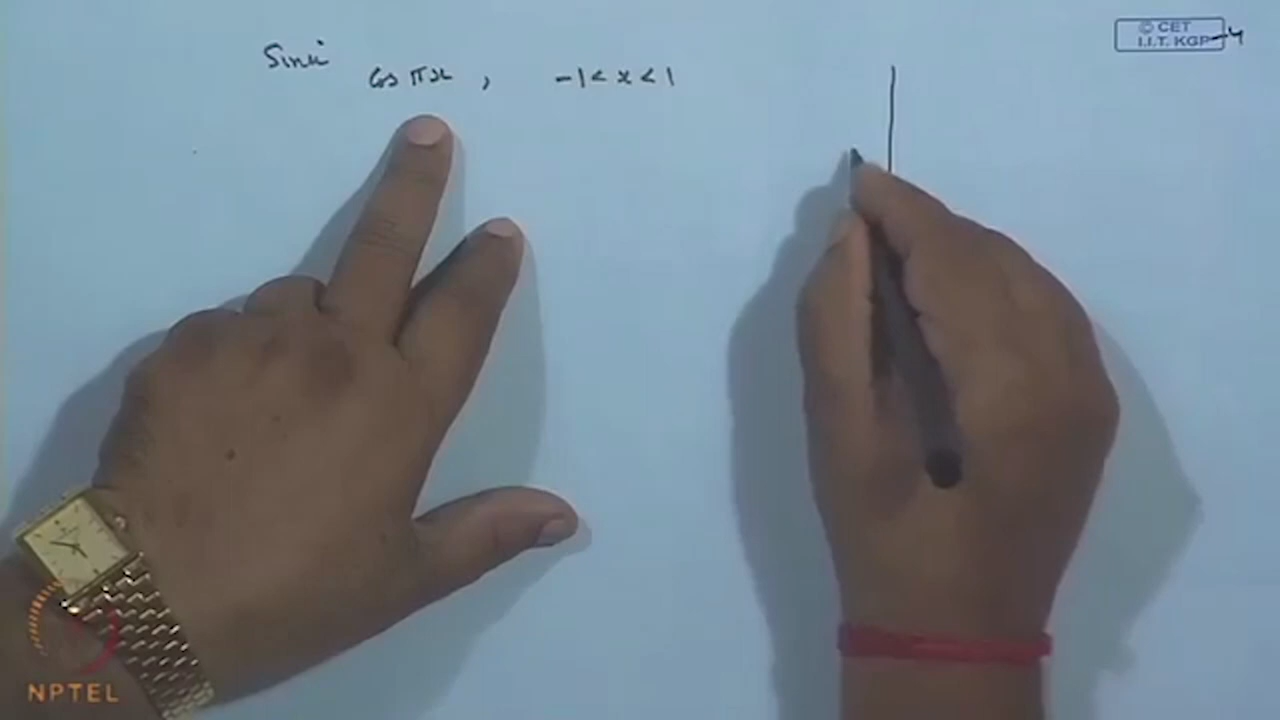 Since
cos πx , -1 < x < 1
© CET
I.I.T. KGP
NPTEL